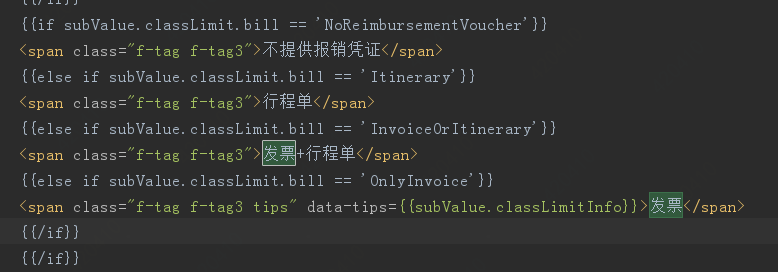 {{/if}}
{{if subValue.classLimit.bill == 'NoReimbursementVoucher'}}
<span class="f-tag f-tag3">不提供报销凭证</span>
{{else if subValue.classLimit.bill == 'Itinerary'}}
<span class="f-tag f-tag3">行程单</span>
{{else if subValue.classLimit.bill == 'InvoiceOrItinerary'}}
<span class="f-tag f-tag3">发票+行程单</span>
{{else if subValue.classLimit.bill == 'OnlyInvoice'}}
<span class="f-tag f-tag3 tips" data-tips={{subValue.classLimitInfo}}>发票</span>
{{/if}}
{{/if}}